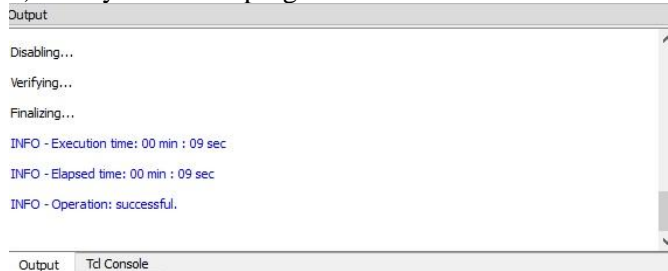 Output
Disabling...
Verifying...
Finalizing...
INFO - Execution time: 00 min : 09 sec
INFO - Elapsed time: 00 min : 09 sec
INFO - Operation: successful.
Output Tcl Console